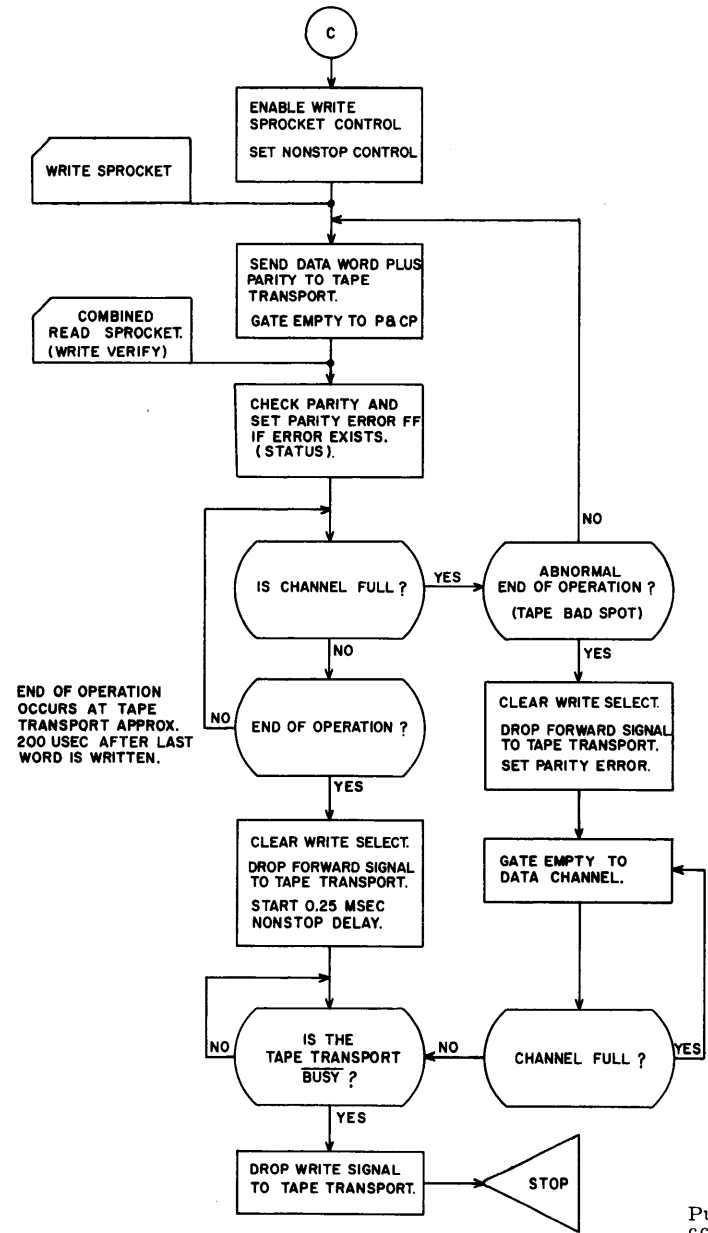 C
ENABLE WRITE
SPROCKET CONTROL
SET NONSTOP CONTROL
WRITE SPROCKET
SEND DATA WORD PLUS
PARITY TO TAPE
TRANSPORT.
GATE EMPTY TO P&CP
COMBINED
READ SPROCKET.
(WRITE VERIFY)
CHECK PARITY AND
SET PARITY ERROR FF
IF ERROR EXISTS.
(STATUS).
NO
IS CHANNEL FULL ?
YES
ABNORMAL
END OF OPERATION ?
(TAPE BAD SPOT)
NO
YES
END OF OPERATION
OCCURS AT TAPE
TRANSPORT APPROX.
200 USEC AFTER LAST
WORD IS WRITTEN.
NO
END OF OPERATION ?
YES
CLEAR WRITE SELECT.
DROP FORWARD SIGNAL
TO TAPE TRANSPORT.
SET PARITY ERROR.
CLEAR WRITE SELECT.
DROP FORWARD SIGNAL
TO TAPE TRANSPORT.
START 0.25 MSEC
NONSTOP DELAY.
GATE EMPTY TO
DATA CHANNEL.
NO
IS THE
TAPE TRANSPORT
BUSY ?
NO
CHANNEL FULL ?
YES
YES
DROP WRITE SIGNAL
TO TAPE TRANSPORT.
STOP